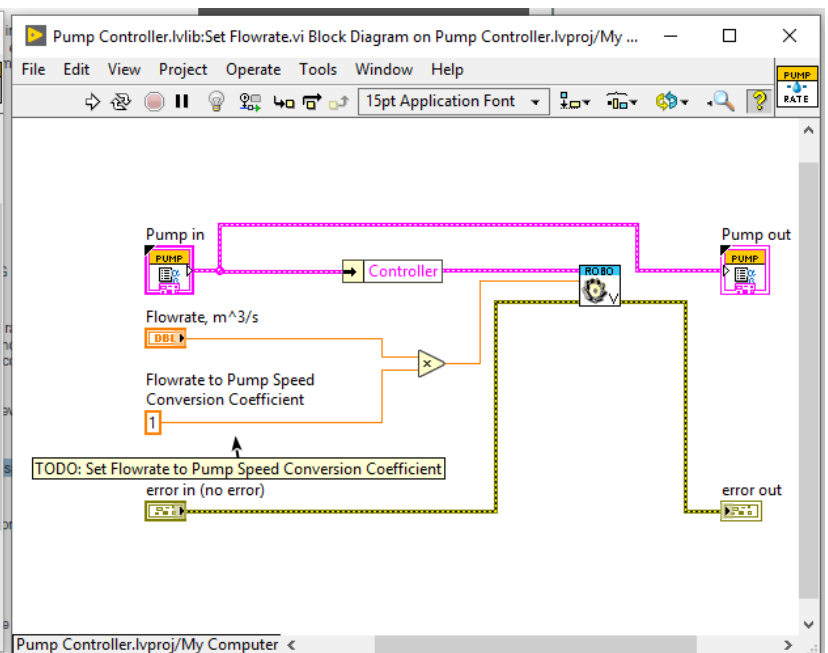 Pump Controller.lvlib:Set Flowrate.vi Block Diagram on Pump Controller.lvproj/My ...
File Edit View Project Operate Tools Window Help
15pt Application Font
PUMP
RATE
Pump in
PUMP
Controller
ROBO
V
Pump out
PUMP
Flowrate, m^3/s
DBL
×
Flowrate to Pump Speed
Conversion Coefficient
1
TODO: Set Flowrate to Pump Speed Conversion Coefficient
error in (no error)
error out
Pump Controller.lvproj/My Computer